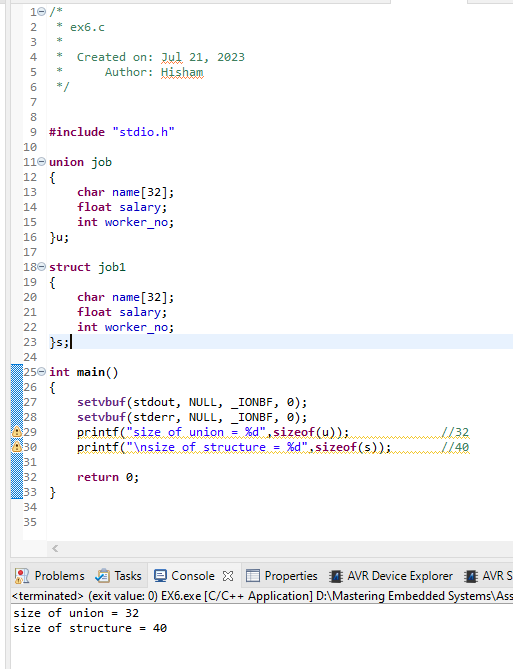 1 /*
2  * ex6.c
3  *
4  *  Created on: Jul 21, 2023
5  *      Author: Hisham
6  */
7
8
9 #include "stdio.h"
10
11 union job
12 {
13     char name[32];
14     float salary;
15     int worker_no;
16 }u;
17
18 struct job1
19 {
20     char name[32];
21     float salary;
22     int worker_no;
23 }s;
24
25 int main()
26 {
27     setvbuf(stdout, NULL, _IONBF, 0);
28     setvbuf(stderr, NULL, _IONBF, 0);
29     printf("size of union = %d",sizeof(u));             //32
30     printf("\nsize of structure = %d",sizeof(s));       //40
31
32     return 0;
33 }
34
35
Problems Tasks Console Properties AVR Device Explorer AVR S
<terminated> (exit value: 0) EX6.exe [C/C++ Application] D:\Mastering Embedded Systems\Ass
size of union = 32
size of structure = 40